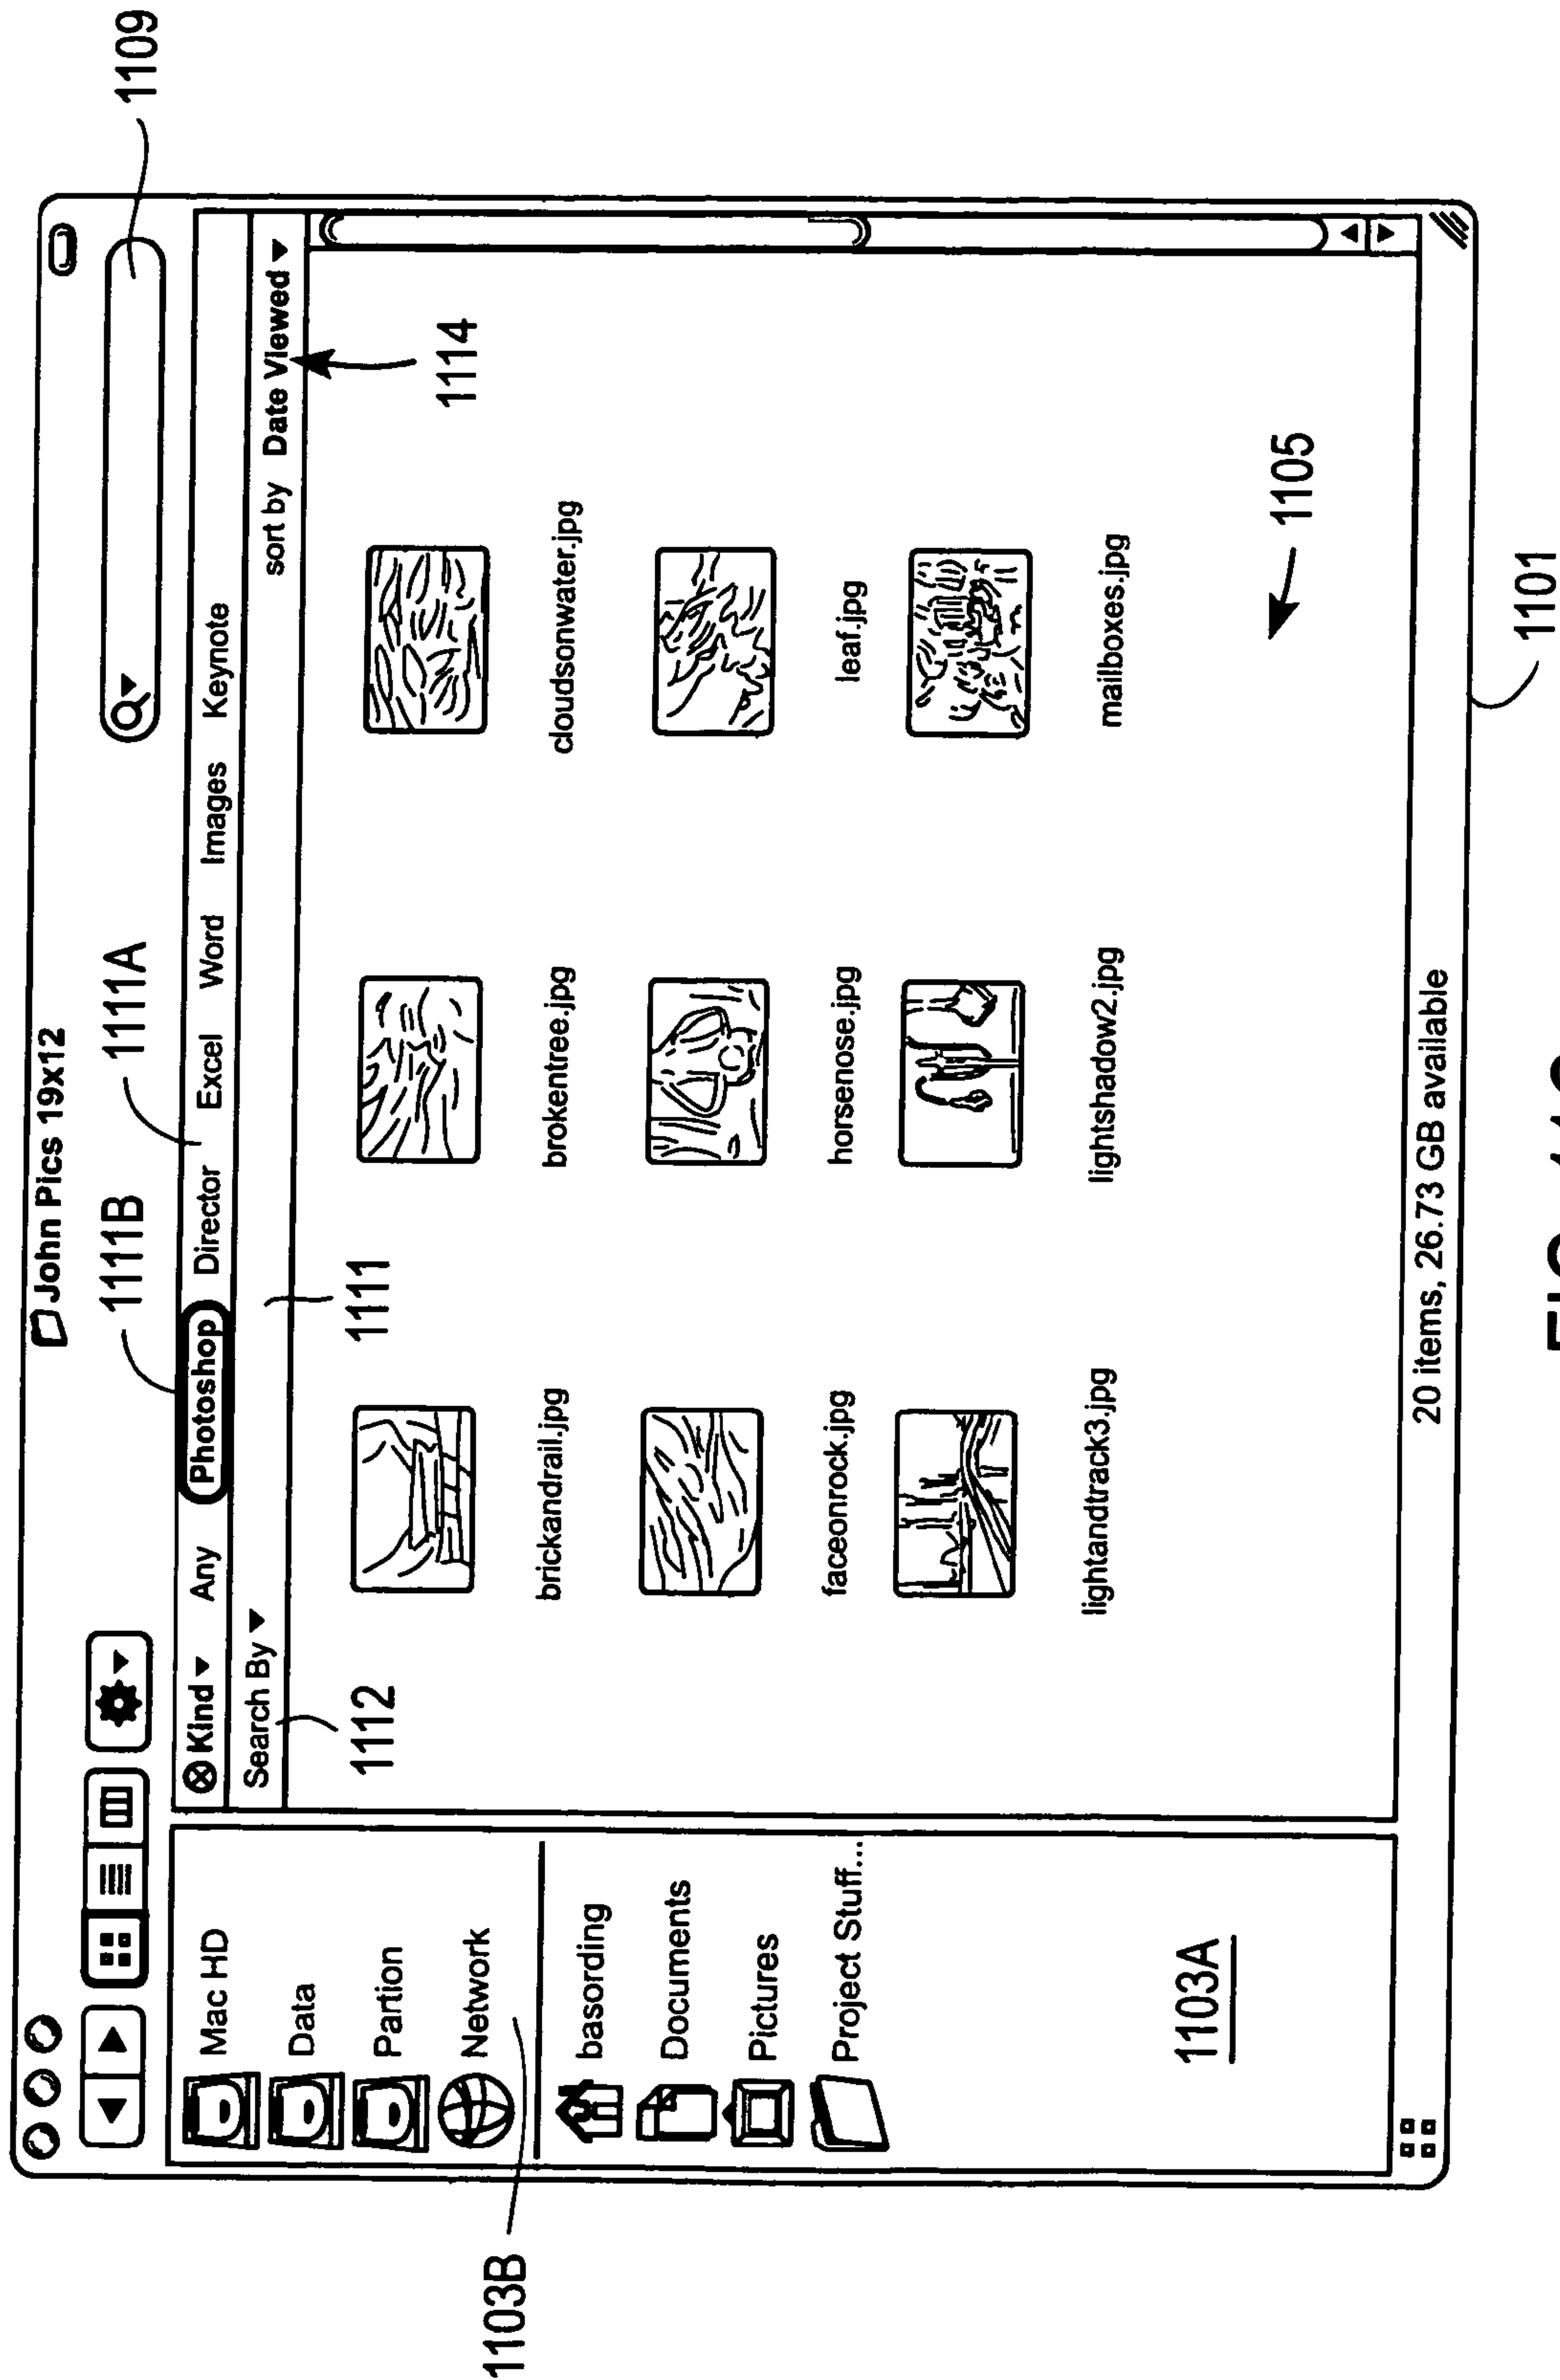 John Pics 19x12
1109
1111B
1111A
Kind Any Photoshop Director Excel Word Images Keynote
Search By
sort by Date Viewed
1112
1111
1114
Mac HD
Data
Partion
Network
1103B
basording
Documents
Pictures
Project Stuff...
1103A
brickandrail.jpg
brokentree.jpg
cloudsonwater.jpg
faceonrock.jpg
horsenose.jpg
leaf.jpg
lightandtrack3.jpg
lightshadow2.jpg
mailboxes.jpg
1105
20 items, 26.73 GB available
1101